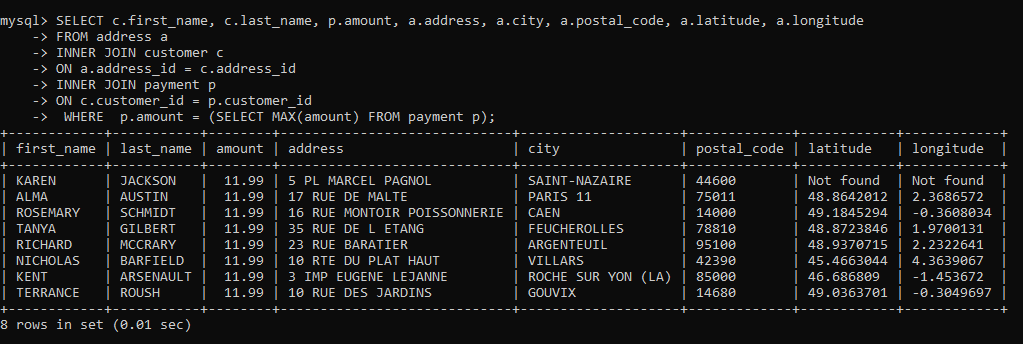 mysql> SELECT c.first_name, c.last_name, p.amount, a.address, a.city, a.postal_code, a.latitude, a.longitude
    -> FROM address a
    -> INNER JOIN customer c
    -> ON a.address_id = c.address_id
    -> INNER JOIN payment p
    -> ON c.customer_id = p.customer_id
    ->  WHERE  p.amount = (SELECT MAX(amount) FROM payment p);
+------------+-----------+--------+-----------------------------+-------------------+-------------+------------+------------+
| first_name | last_name | amount | address                     | city              | postal_code | latitude   | longitude  |
+------------+-----------+--------+-----------------------------+-------------------+-------------+------------+------------+
| KAREN      | JACKSON   |  11.99 | 5 PL MARCEL PAGNOL          | SAINT-NAZAIRE     | 44600       | Not found  | Not found  |
| ALMA       | AUSTIN    |  11.99 | 17 RUE DE MALTE             | PARIS 11          | 75011       | 48.8642012 | 2.3686572  |
| ROSEMARY   | SCHMIDT   |  11.99 | 16 RUE MONTOIR POISSONNERIE | CAEN              | 14000       | 49.1845294 | -0.3608034 |
| TANYA      | GILBERT   |  11.99 | 35 RUE DE L ETANG           | FEUCHEROLLES      | 78810       | 48.8723846 | 1.9700131  |
| RICHARD    | MCCRARY   |  11.99 | 23 RUE BARATIER             | ARGENTEUIL        | 95100       | 48.9370715 | 2.2322641  |
| NICHOLAS   | BARFIELD  |  11.99 | 10 RTE DU PLAT HAUT         | VILLARS           | 42390       | 45.4663044 | 4.3639067  |
| KENT       | ARSENAULT |  11.99 | 3 IMP EUGENE LEJANNE        | ROCHE SUR YON (LA) | 85000       | 46.686809  | -1.453672  |
| TERRANCE   | ROUSH     |  11.99 | 10 RUE DES JARDINS          | GOUVIX            | 14680       | 49.0363701 | -0.3049697 |
+------------+-----------+--------+-----------------------------+-------------------+-------------+------------+------------+
8 rows in set (0.01 sec)